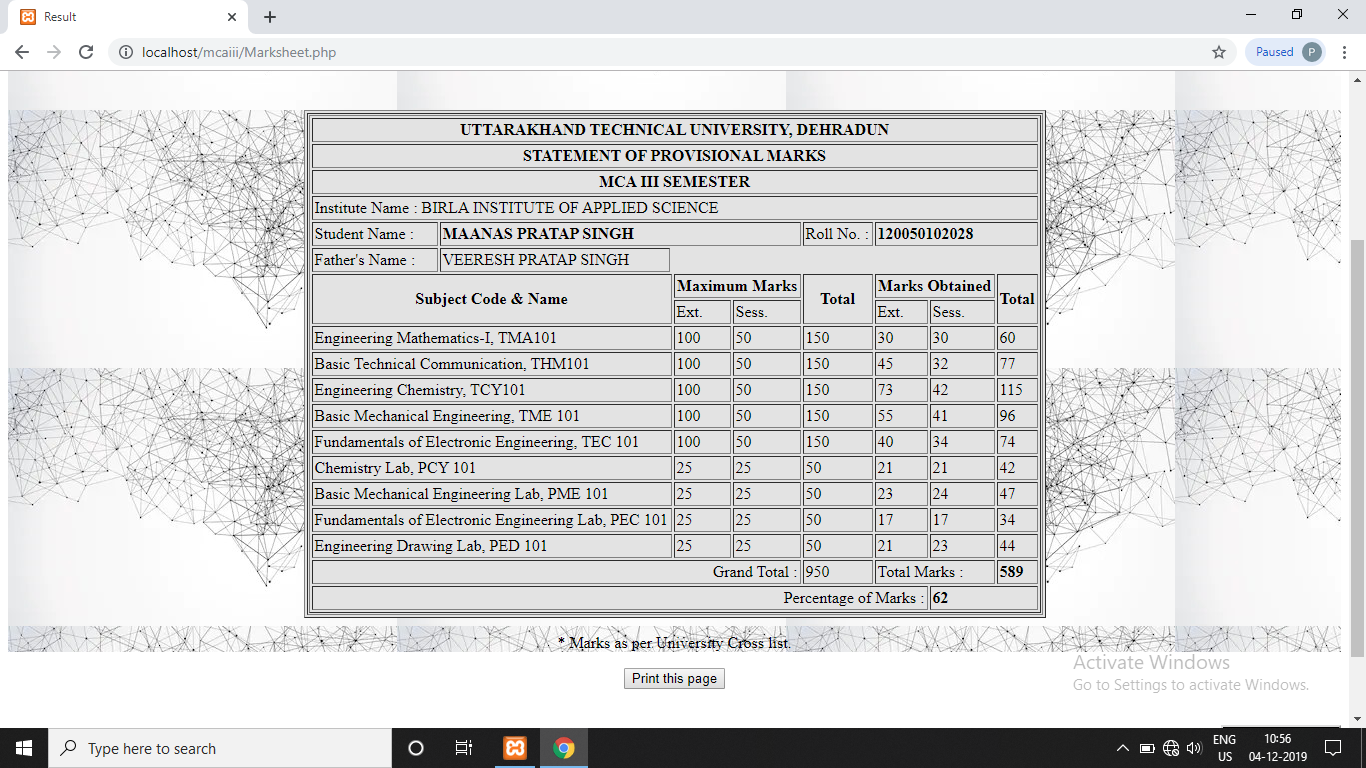 Result
localhost/mcaiii/Marksheet.php
Paused P
UTTARAKHAND TECHNICAL UNIVERSITY, DEHRADUN
STATEMENT OF PROVISIONAL MARKS
MCA III SEMESTER
Institute Name : BIRLA INSTITUTE OF APPLIED SCIENCE
Student Name : MAANAS PRATAP SINGH Roll No. : 120050102028
Father's Name : VEERESH PRATAP SINGH
Subject Code & Name Maximum Marks Total Marks Obtained Total
Ext. Sess. Ext. Sess.
Engineering Mathematics-I, TMA101 100 50 150 30 30 60
Basic Technical Communication, THM101 100 50 150 45 32 77
Engineering Chemistry, TCY101 100 50 150 73 42 115
Basic Mechanical Engineering, TME 101 100 50 150 55 41 96
Fundamentals of Electronic Engineering, TEC 101 100 50 150 40 34 74
Chemistry Lab, PCY 101 25 25 50 21 21 42
Basic Mechanical Engineering Lab, PME 101 25 25 50 23 24 47
Fundamentals of Electronic Engineering Lab, PEC 101 25 25 50 17 17 34
Engineering Drawing Lab, PED 101 25 25 50 21 23 44
Grand Total : 950 Total Marks : 589
Percentage of Marks : 62
* Marks as per University Cross list.
Print this page
Activate Windows
Go to Settings to activate Windows.
Type here to search
ENG
US
10:56
04-12-2019